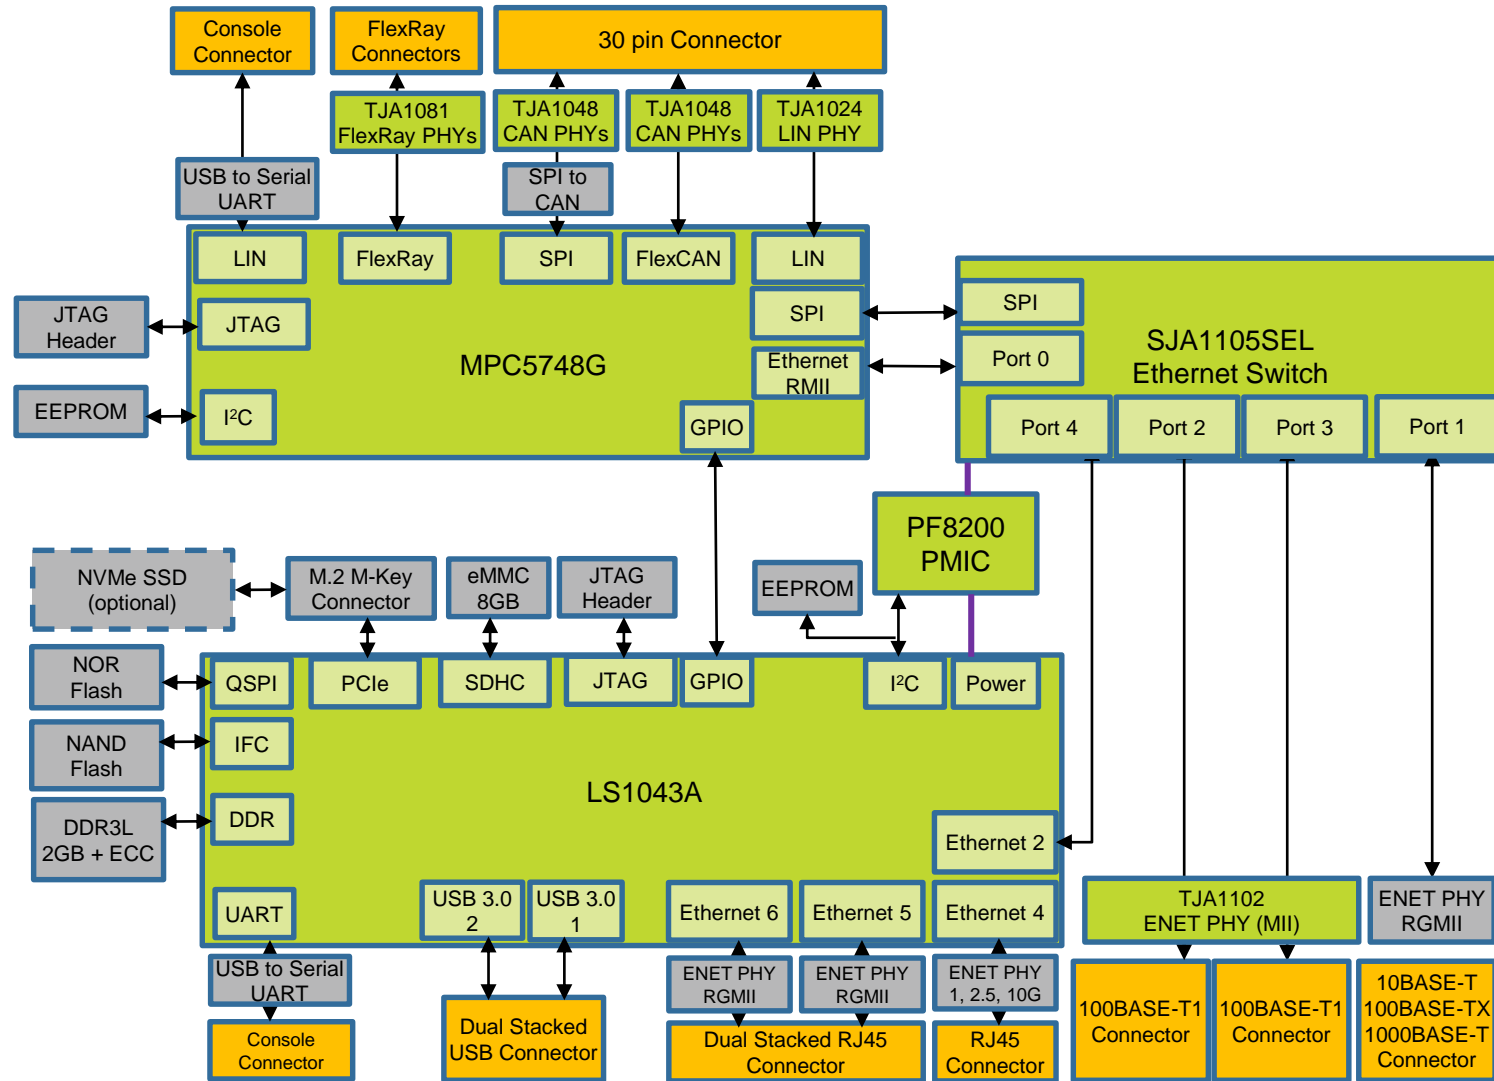 Console
Connector
FlexRay
Connectors
30 pin Connector
TJA1081
FlexRay PHYs
TJA1048
CAN PHYs
TJA1048
CAN PHYs
TJA1024
LIN PHY
USB to Serial
UART
SPI to
CAN
LIN
FlexRay
SPI
FlexCAN
LIN
JTAG
Header
JTAG
SPI
SPI
MPC5748G
Ethernet
RMII
Port 0
SJA1105SEL
Ethernet Switch
EEPROM
I²C
GPIO
Port 4
Port 2
Port 3
Port 1
PF8200
PMIC
NVMe SSD
(optional)
M.2 M-Key
Connector
eMMC
8GB
JTAG
Header
EEPROM
NOR
Flash
QSPI
PCIe
SDHC
JTAG
GPIO
I²C
Power
NAND
Flash
IFC
LS1043A
DDR3L
2GB + ECC
DDR
Ethernet 2
UART
USB 3.0
2
USB 3.0
1
Ethernet 6
Ethernet 5
Ethernet 4
TJA1102
ENET PHY (MII)
ENET PHY
RGMII
USB to Serial
UART
ENET PHY
RGMII
ENET PHY
RGMII
ENET PHY
1, 2.5, 10G
Console
Connector
Dual Stacked
USB Connector
Dual Stacked RJ45
Connector
RJ45
Connector
100BASE-T1
Connector
100BASE-T1
Connector
10BASE-T
100BASE-TX
1000BASE-T
Connector